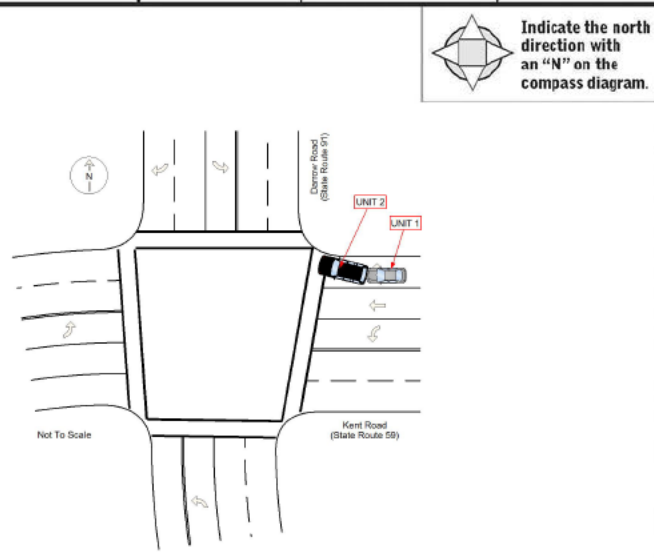 Indicate the north
direction with
an “N” on the
compass diagram.
N
Darrow Road
(State Route 91)
UNIT 2
UNIT 1
Not To Scale
Kent Road
(State Route 59)